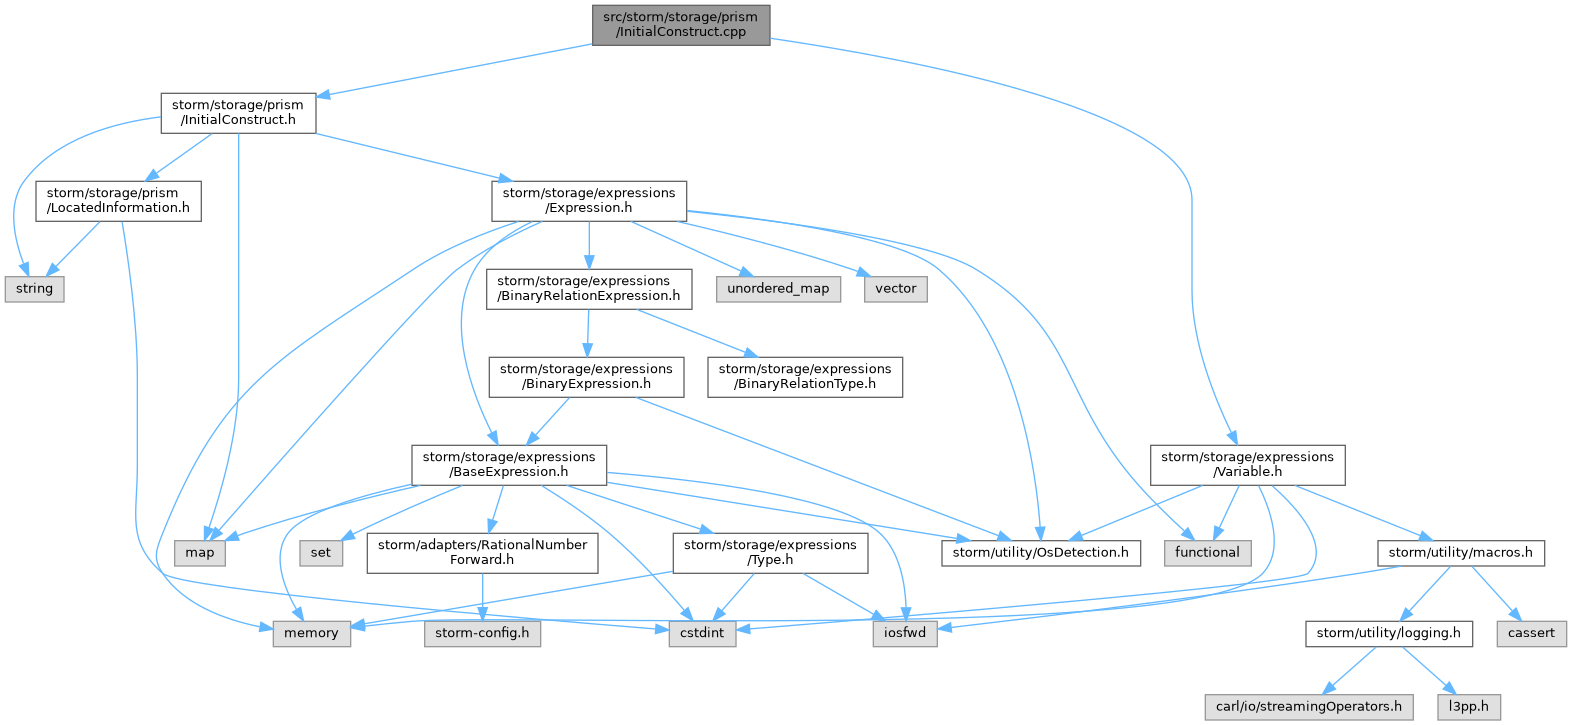 src/storm/storage/prism
/InitialConstruct.cpp
storm/storage/prism
/InitialConstruct.h
storm/storage/prism
/LocatedInformation.h
storm/storage/expressions
/Expression.h
string
storm/storage/expressions
/BinaryRelationExpression.h
unordered_map
vector
storm/storage/expressions
/BinaryExpression.h
storm/storage/expressions
/BinaryRelationType.h
storm/storage/expressions
/BaseExpression.h
storm/storage/expressions
/Variable.h
map
set
storm/adapters/RationalNumber
Forward.h
storm/storage/expressions
/Type.h
storm/utility/OsDetection.h
functional
storm/utility/macros.h
memory
storm-config.h
cstdint
iosfwd
storm/utility/logging.h
cassert
carl/io/streamingOperators.h
l3pp.h